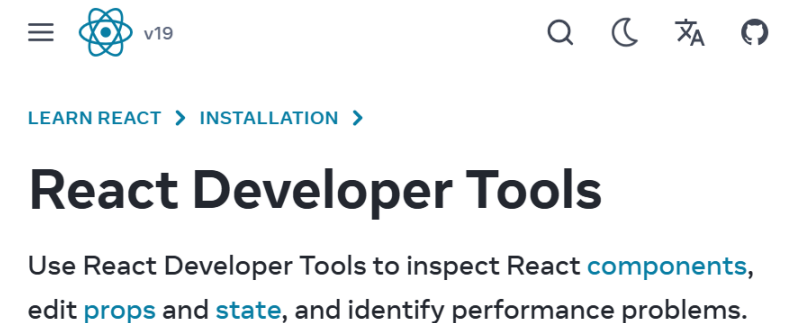 v19
LEARN REACT INSTALLATION
React Developer Tools
Use React Developer Tools to inspect React components,
edit props and state, and identify performance problems.